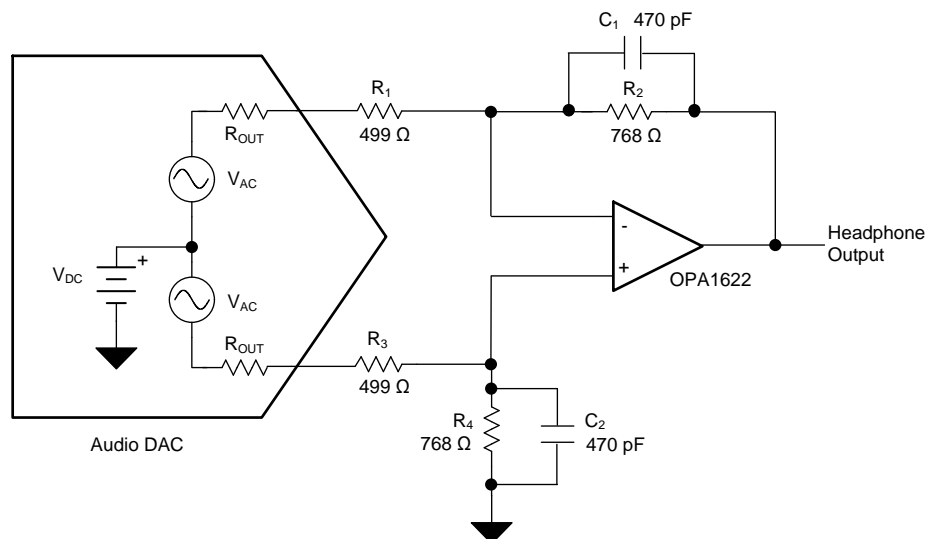 C1 470 pF
R1
499 Ω
R2
768 Ω
ROUT
VAC
VDC
+
VAC
ROUT
-
+
OPA1622
Headphone
Output
R3
499 Ω
R4
768 Ω
C2
470 pF
Audio DAC